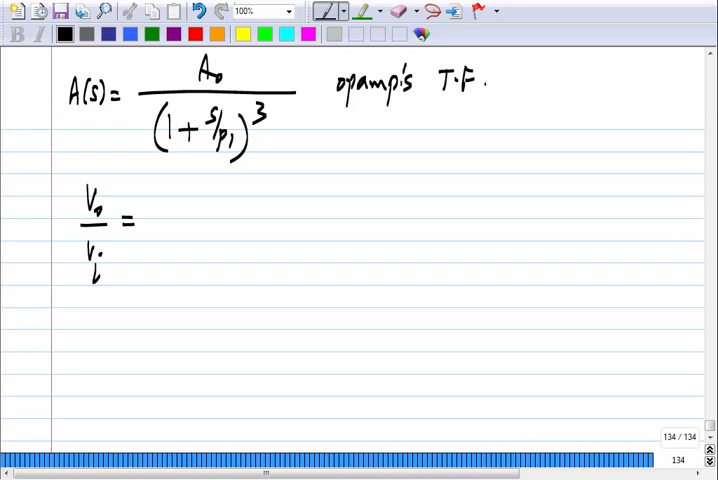 100%
B I
A(s) = A₀ / (1 + s/p₁)³ opamp's T.F.
V₀ / Vᵢ =
134 / 134
134